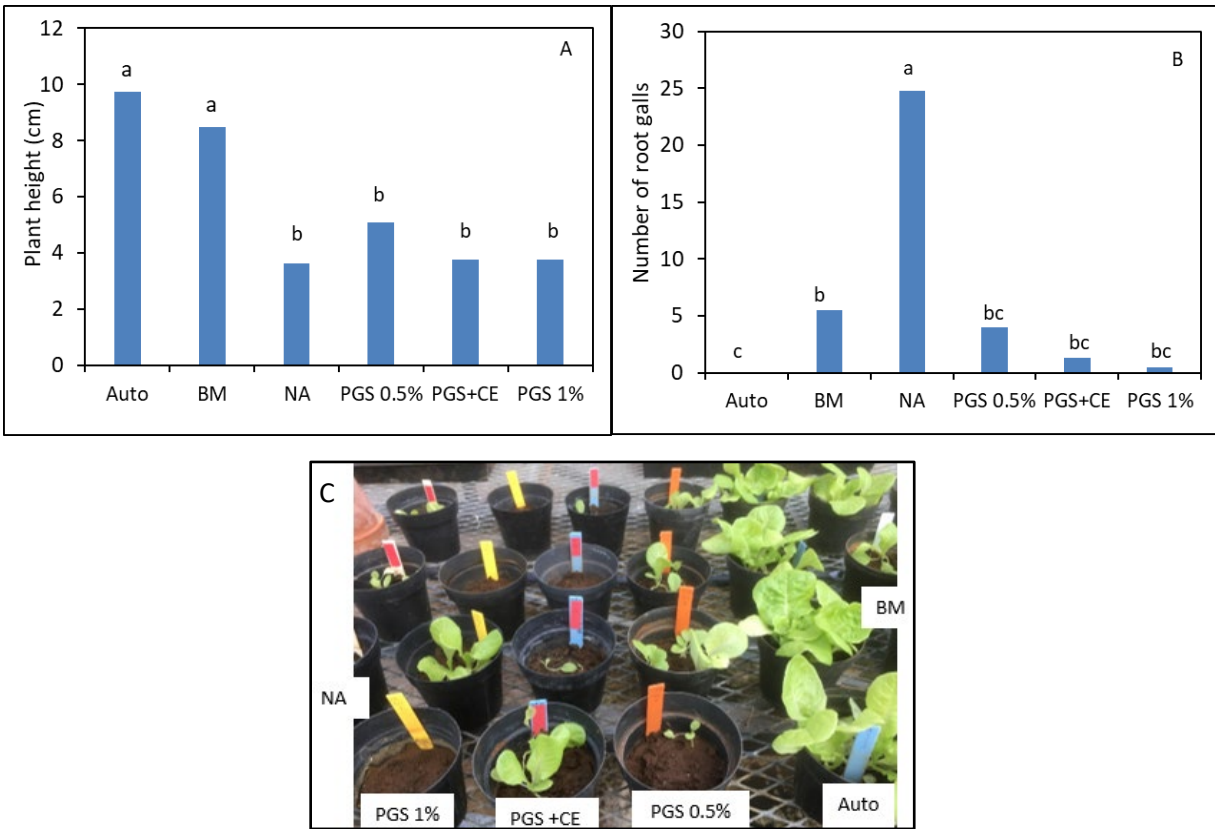 A
Plant height (cm)
12
10
8
6
4
2
0
a
a
b
b
b
b
Auto BM NA PGS 0.5% PGS+CE PGS 1%
B
Number of root galls
30
25
20
15
10
5
0
c
b
a
bc
bc
bc
Auto BM NA PGS 0.5% PGS+CE PGS 1%
C
BM
NA
PGS 1%
PGS +CE
PGS 0.5%
Auto